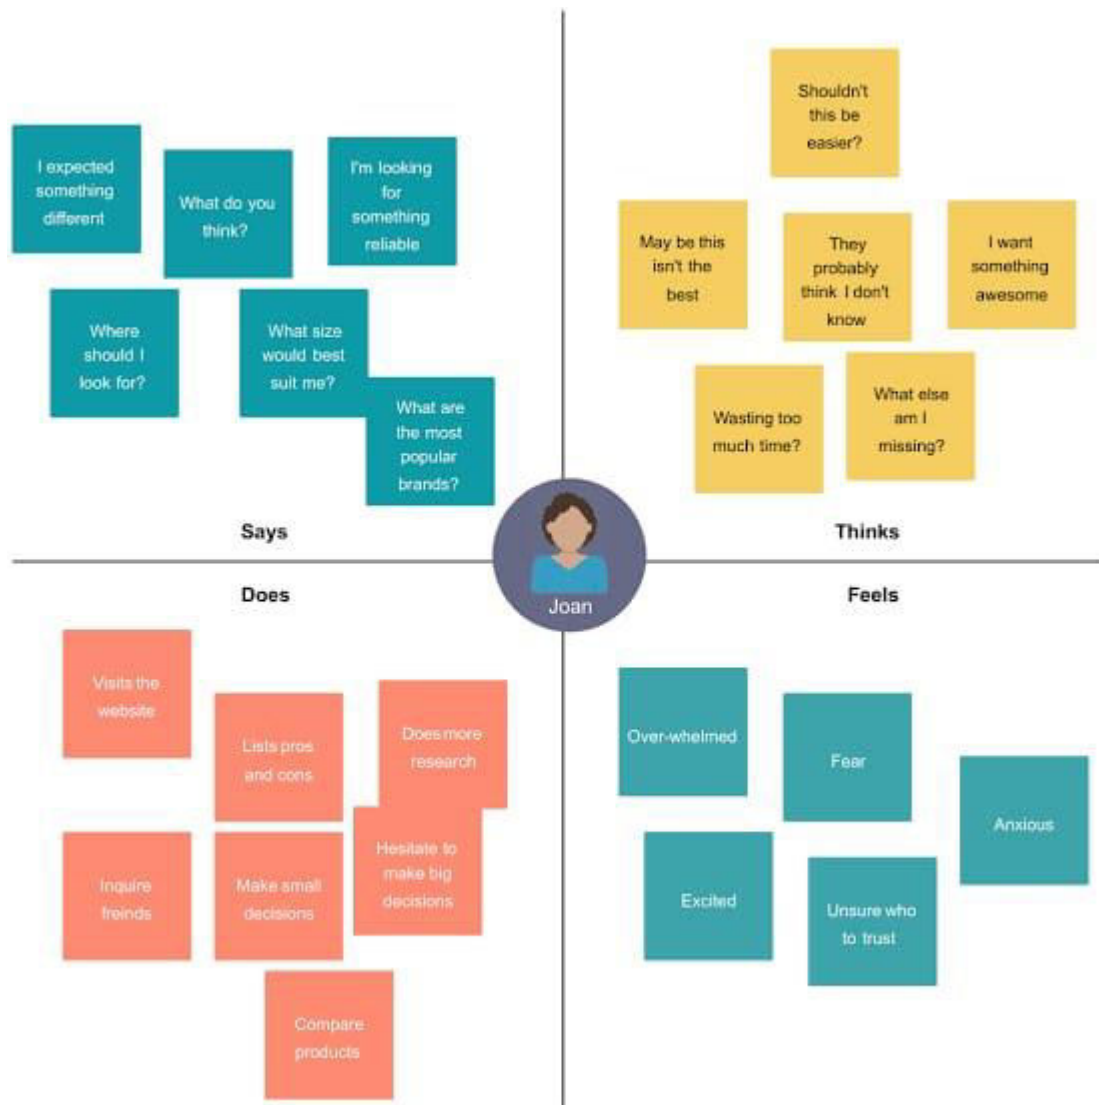 I expected
something
different
What do you
think?
I'm looking
for
something
reliable
Where
should I
look for?
What size
would best
suit me?
What are
the most
popular
brands?
Says
Shouldn't
this be
easier?
May be this
isn't the
best
They
probably
think I don't
know
I want
something
awesome
Wasting too
much time?
What else
am I
missing?
Thinks
Joan
Does
Visits the
website
Lists pros
and cons
Does more
research
Inquire
freinds
Make small
decisions
Hesitate to
make big
decisions
Compare
products
Feels
Over-whelmed
Fear
Anxious
Excited
Unsure who
to trust